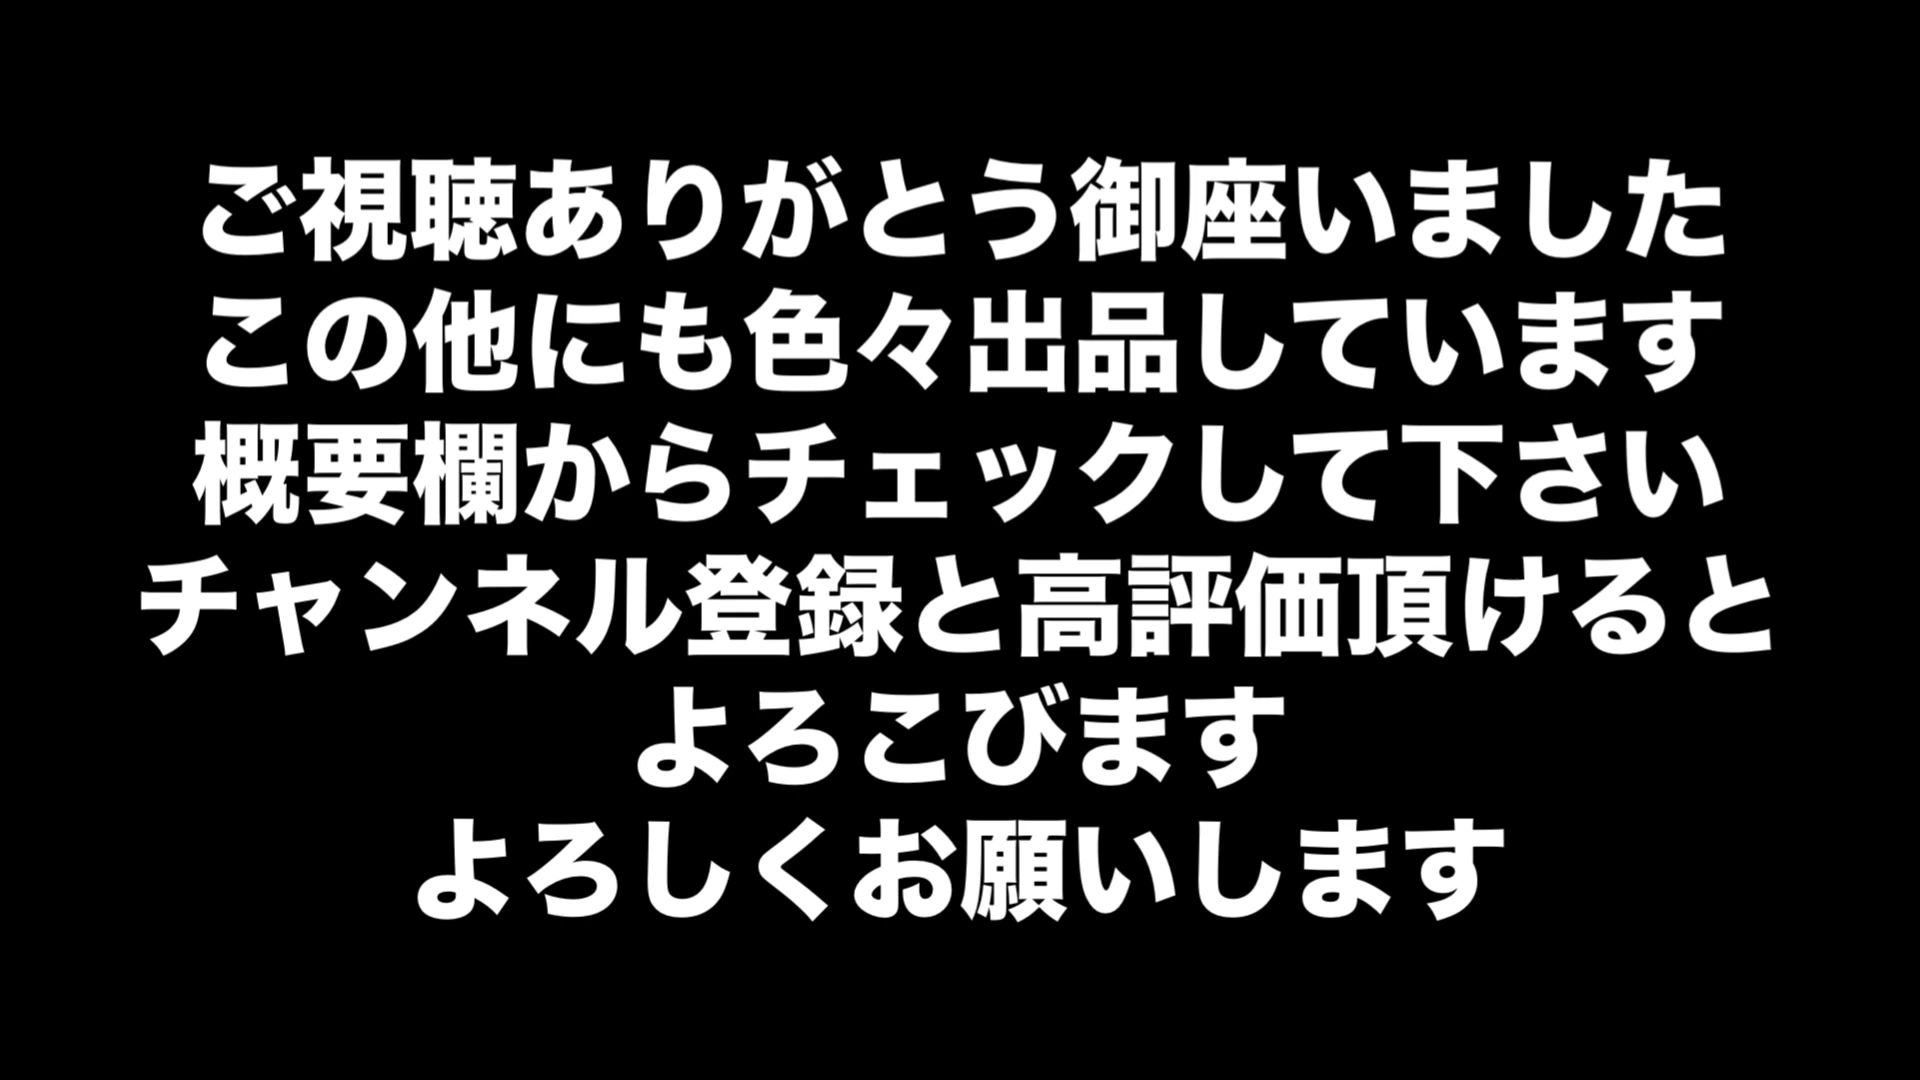 ご視聴ありがとう御座いました
この他にも色々出品しています
概要欄からチェックして下さい
チャンネル登録と高評価頂けると
よろこびます
よろしくお願いします